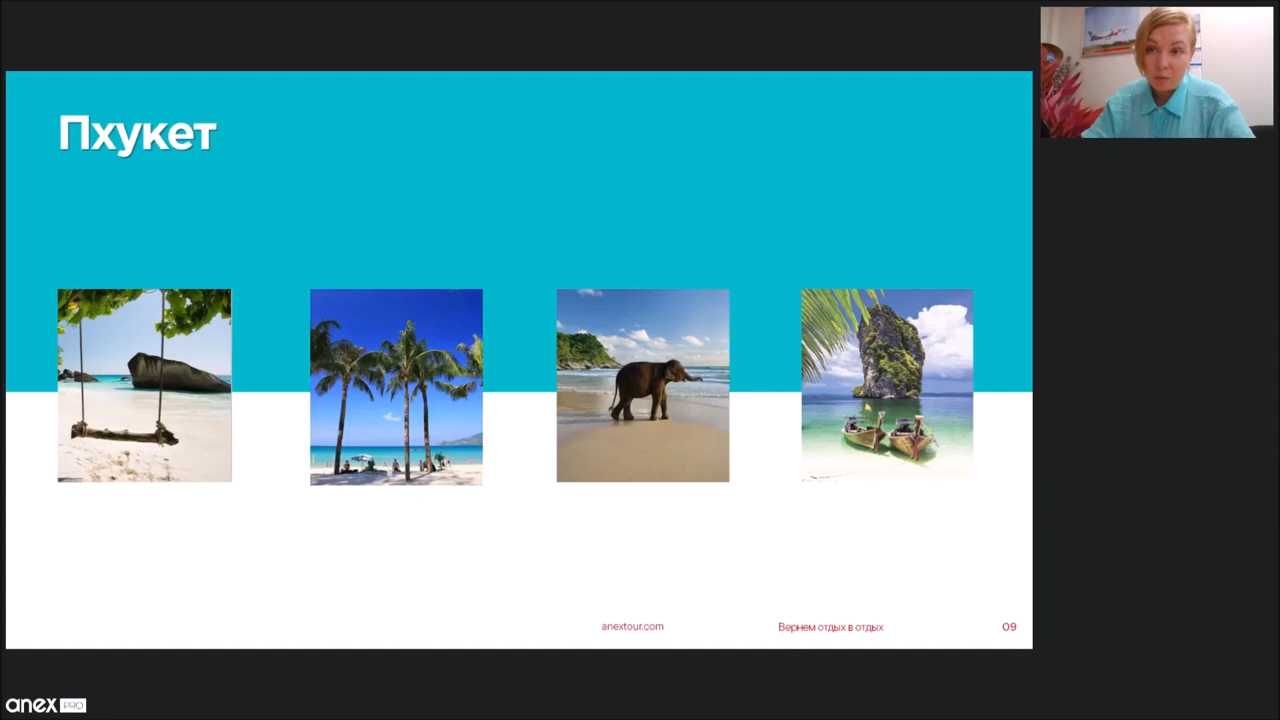 Пхукет
anextour.com
Вернем отдых в отдых
09
anex PRO